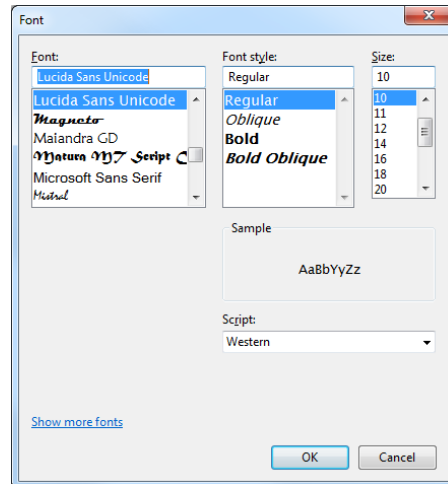 Font
Font:
Lucida Sans Unicode
Lucida Sans Unicode
Magneto
Maiandra GD
Matura MT Script C
Microsoft Sans Serif
Mistral
Font style:
Regular
Regular
Oblique
Bold
Bold Oblique
Size:
10
10
11
12
14
16
18
20
Sample
AaBbYyZz
Script:
Western
Show more fonts
OK
Cancel